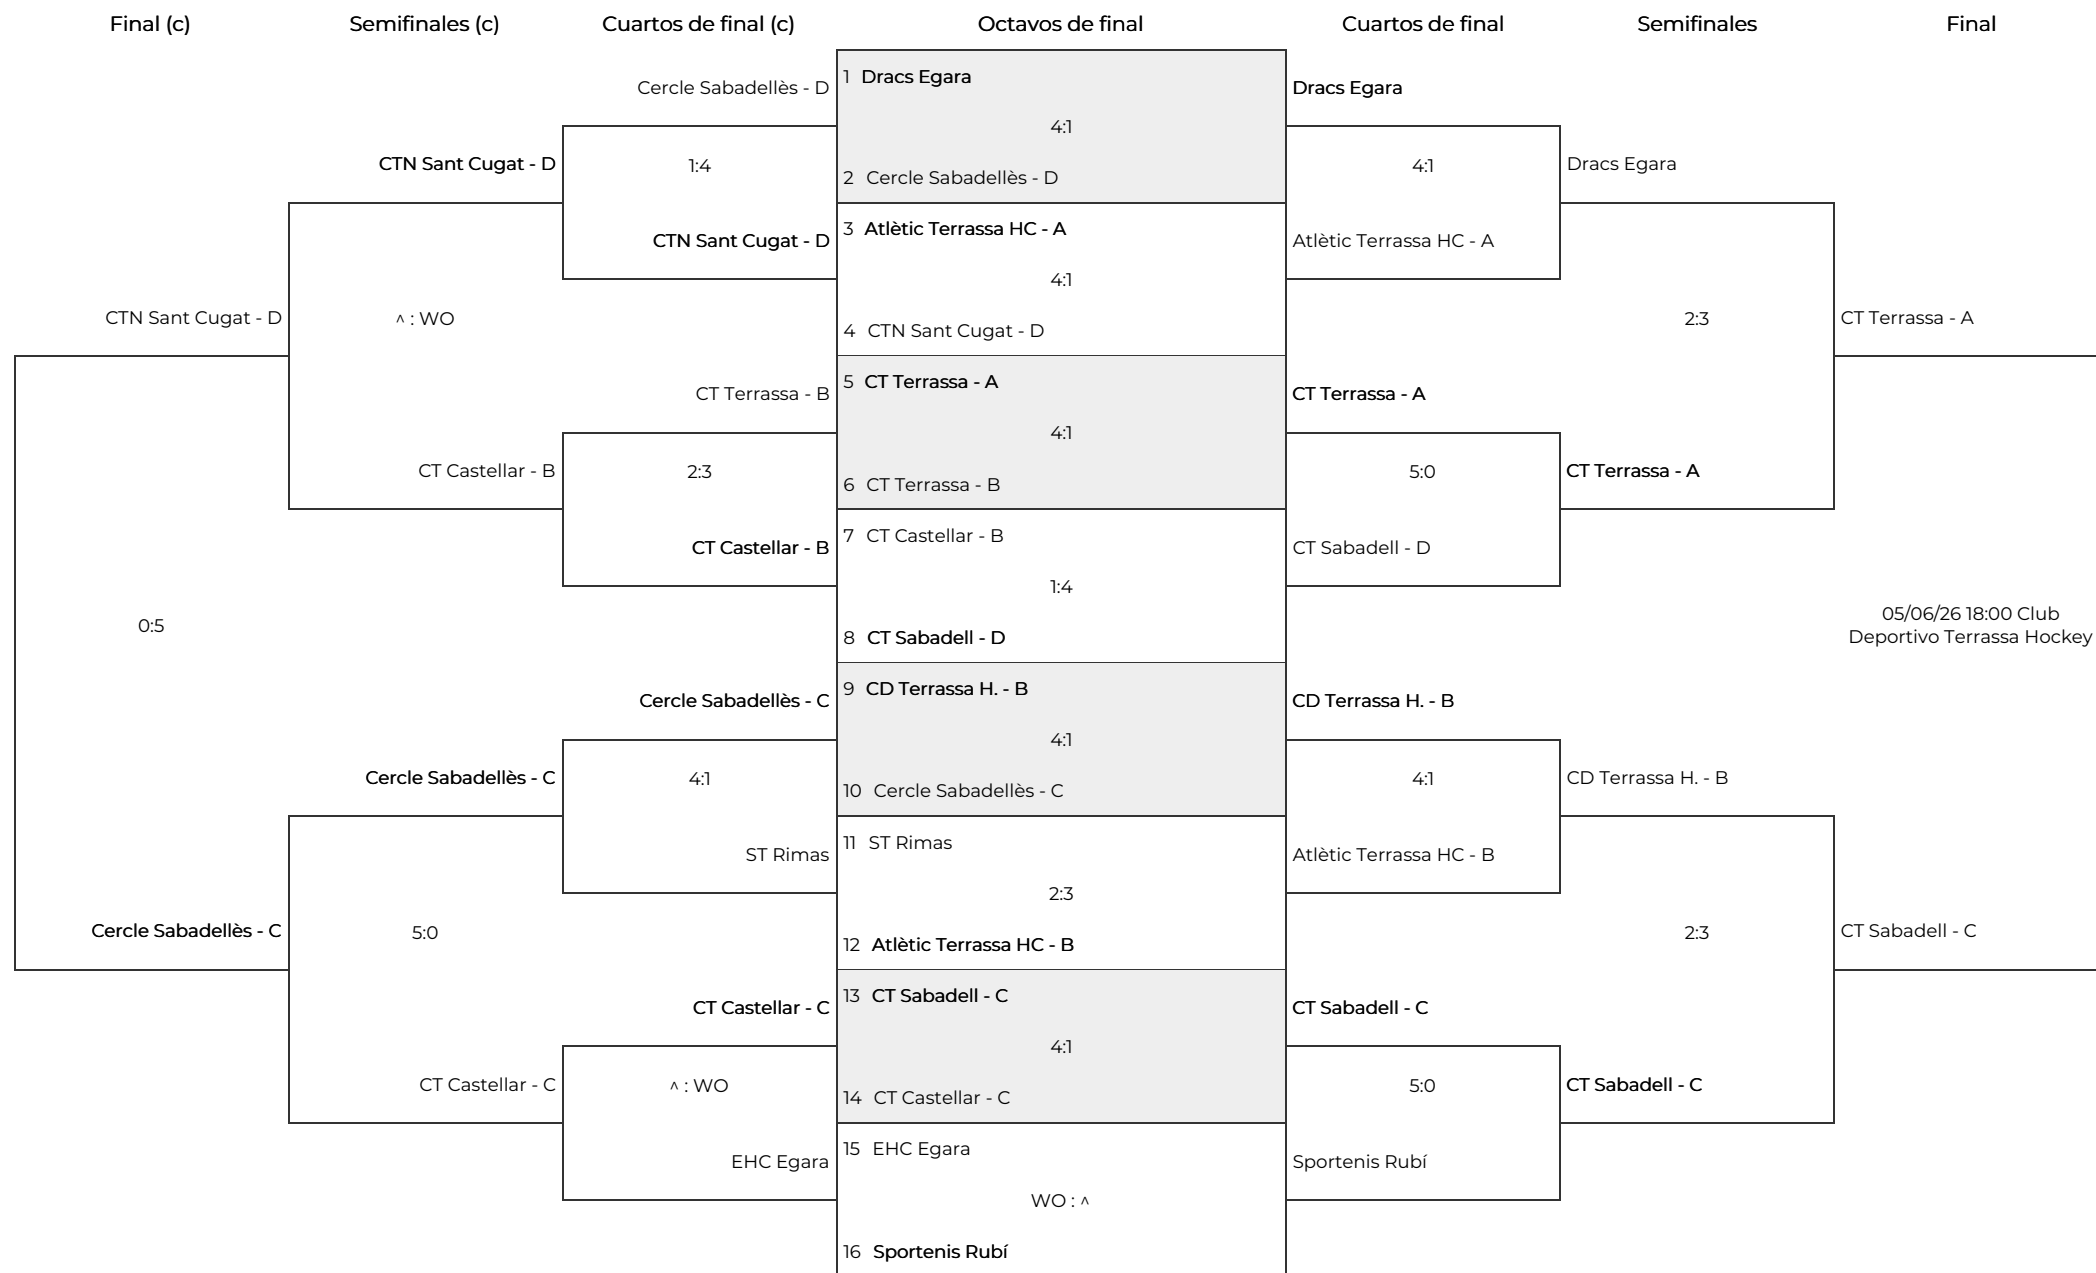 Final (c)
Semifinales (c)
Cuartos de final (c)
Octavos de final
Cuartos de final
Semifinales
Final
CTN Sant Cugat - D
0:5
Cercle Sabadellès - C
CTN Sant Cugat - D
^ : WO
CT Castellar - B
Cercle Sabadellès - C
5:0
CT Castellar - C
Cercle Sabadellès - D
1:4
CTN Sant Cugat - D
CT Terrassa - B
2:3
CT Castellar - B
Cercle Sabadellès - C
4:1
ST Rimas
CT Castellar - C
^ : WO
EHC Egara
1 Dracs Egara
4:1
2 Cercle Sabadellès - D
3 Atlètic Terrassa HC - A
4:1
4 CTN Sant Cugat - D
5 CT Terrassa - A
4:1
6 CT Terrassa - B
7 CT Castellar - B
1:4
8 CT Sabadell - D
9 CD Terrassa H. - B
4:1
10 Cercle Sabadellès - C
11 ST Rimas
2:3
12 Atlètic Terrassa HC - B
13 CT Sabadell - C
4:1
14 CT Castellar - C
15 EHC Egara
WO : ^
16 Sportenis Rubí
Dracs Egara
4:1
Atlètic Terrassa HC - A
CT Terrassa - A
5:0
CT Sabadell - D
CD Terrassa H. - B
4:1
Atlètic Terrassa HC - B
CT Sabadell - C
5:0
Sportenis Rubí
Dracs Egara
2:3
CT Terrassa - A
CD Terrassa H. - B
2:3
CT Sabadell - C
CT Terrassa - A
05/06/26 18:00 Club
Deportivo Terrassa Hockey
CT Sabadell - C